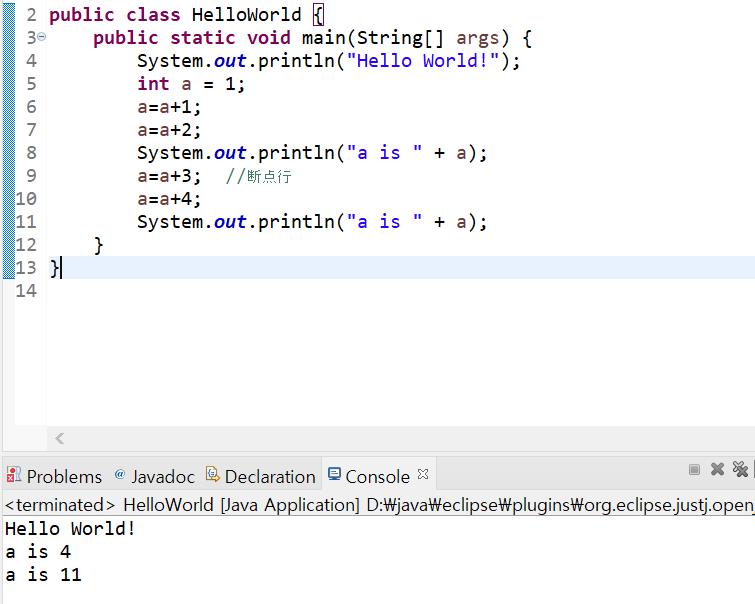 2 public class HelloWorld {
3 public static void main(String[] args) {
4 System.out.println("Hello World!");
5 int a = 1;
6 a=a+1;
7 a=a+2;
8 System.out.println("a is " + a);
9 a=a+3; //断点行
10 a=a+4;
11 System.out.println("a is " + a);
12 }
13 }
14
Problems @ Javadoc Declaration Console
<terminated> HelloWorld [Java Application] D:₩java₩eclipse₩plugins₩org.eclipse.justj.open
Hello World!
a is 4
a is 11